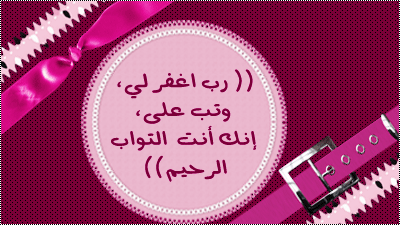 (( رب اغفر لي،
وتب على،
إنك أنت التواب
الرحيم))